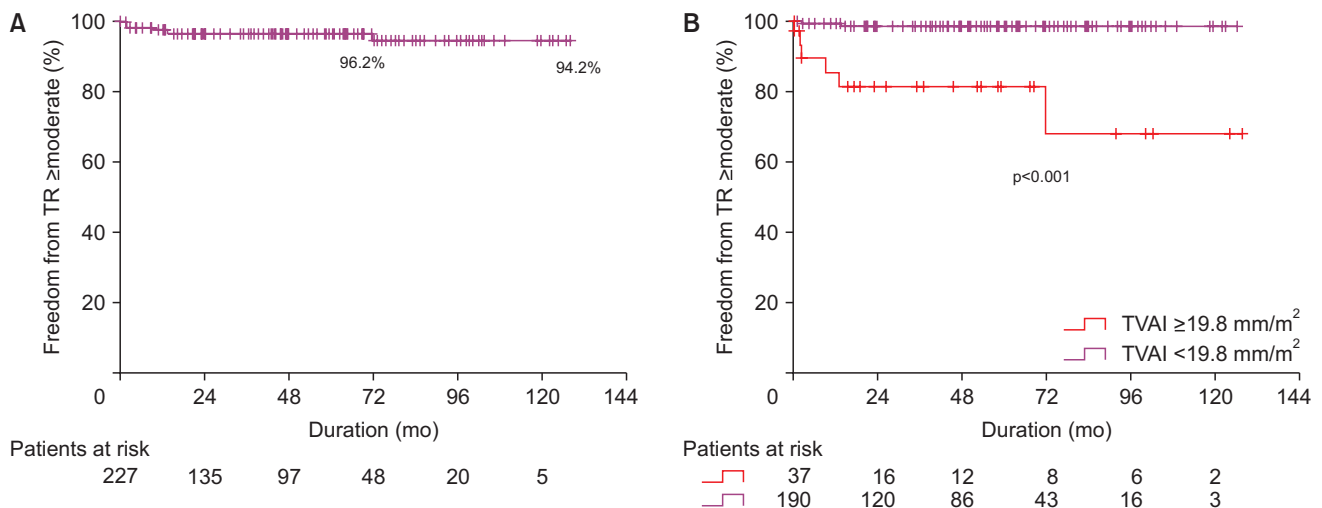 A
Freedom from TR ≥moderate (%)
100
80
60
40
20
0
96.2%
94.2%
0 24 48 72 96 120 144
Duration (mo)
Patients at risk
227 135 97 48 20 5
B
Freedom from TR ≥moderate (%)
100
80
60
40
20
p<0.001
TVAI ≥19.8 mm/m²
TVAI <19.8 mm/m²
0 24 48 72 96 120 144
Duration (mo)
Patients at risk
37 16 12 8 6 2
190 120 86 43 16 3